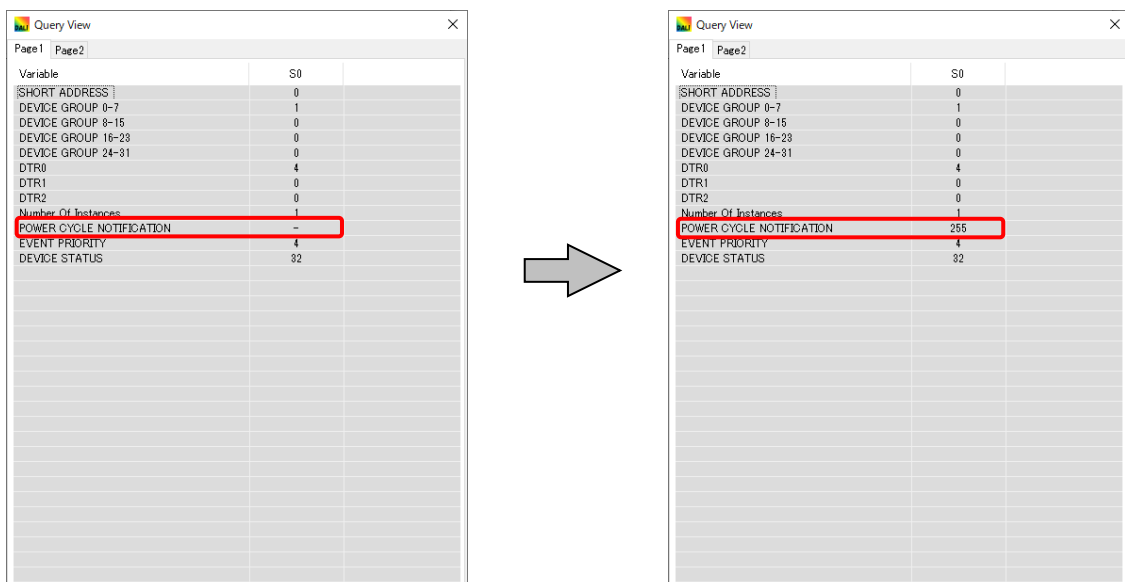 DALI Query View ×
Page1 Page2
Variable S0
SHORT ADDRESS 0
DEVICE GROUP 0-7 1
DEVICE GROUP 8-15 0
DEVICE GROUP 16-23 0
DEVICE GROUP 24-31 0
DTR0 4
DTR1 0
DTR2 0
Number Of Instances 1
POWER CYCLE NOTIFICATION -
EVENT PRIORITY 4
DEVICE STATUS 32
DALI Query View ×
Page1 Page2
Variable S0
SHORT ADDRESS 0
DEVICE GROUP 0-7 1
DEVICE GROUP 8-15 0
DEVICE GROUP 16-23 0
DEVICE GROUP 24-31 0
DTR0 4
DTR1 0
DTR2 0
Number Of Instances 1
POWER CYCLE NOTIFICATION 255
EVENT PRIORITY 4
DEVICE STATUS 32